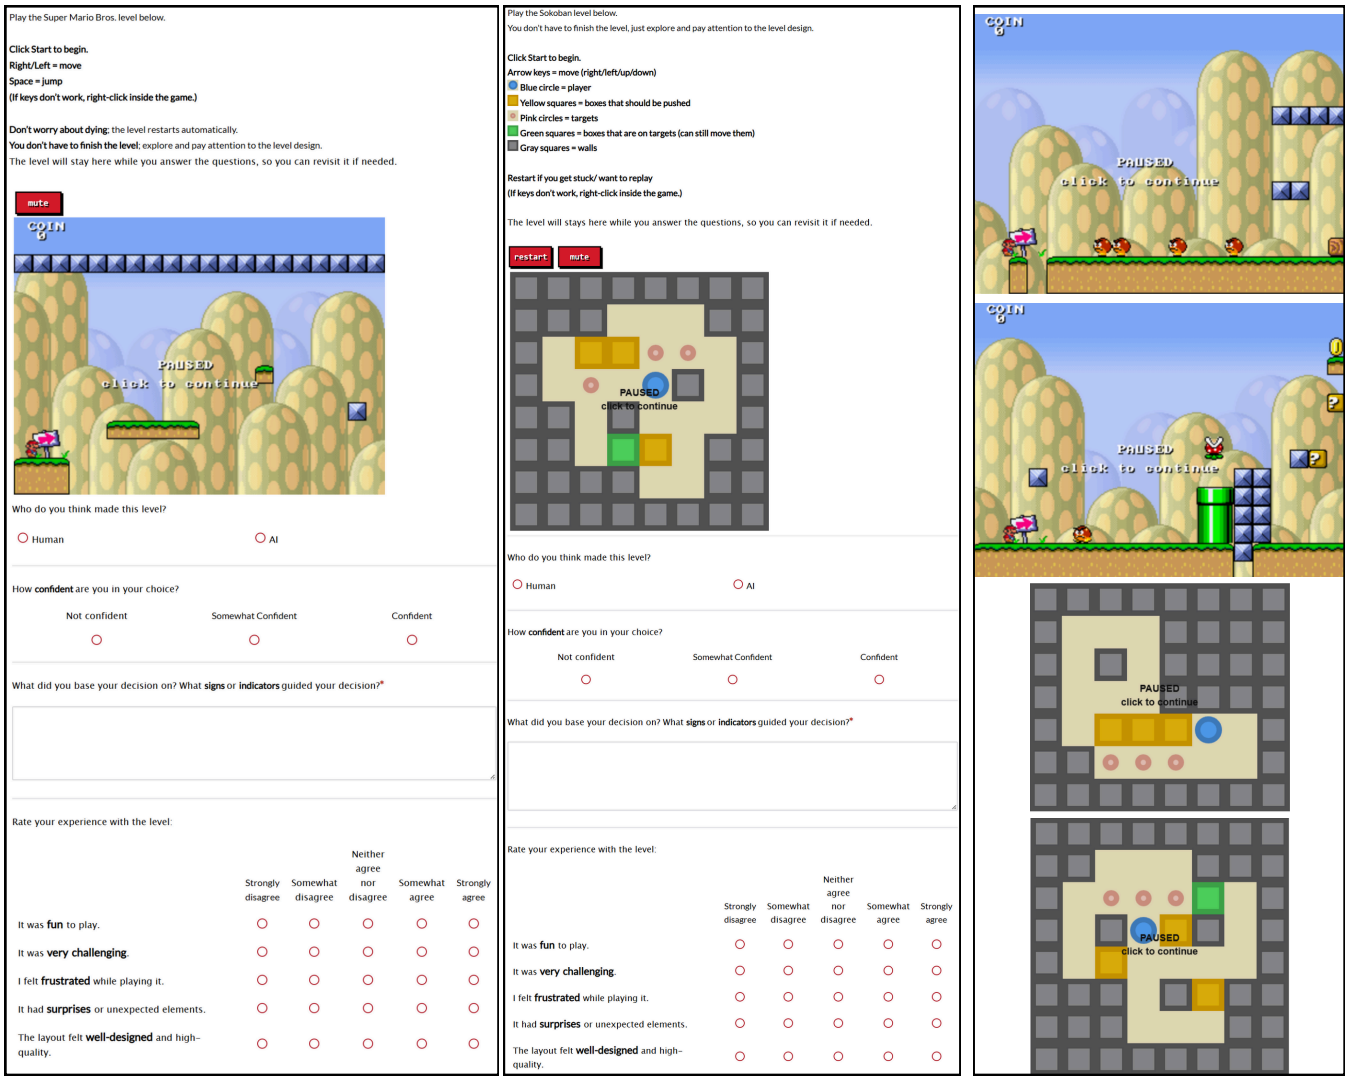 Play the Super Mario Bros. level below.
Click Start to begin.
Right/Left = move
Space = jump
(If keys don't work, right-click inside the game.)
Don't worry about dying; the level restarts automatically.
You don't have to finish the level; explore and pay attention to the level design.
The level will stay here while you answer the questions, so you can revisit it if needed.
mute
COIN
0
PAUSED
click to continue
Who do you think made this level?
Human
AI
How confident are you in your choice?
Not confident
Somewhat Confident
Confident
What did you base your decision on? What signs or indicators guided your decision?*
Rate your experience with the level:
Strongly disagree
Somewhat disagree
Neither agree nor disagree
Somewhat agree
Strongly agree
It was fun to play.
It was very challenging.
I felt frustrated while playing it.
It had surprises or unexpected elements.
The layout felt well-designed and high-
quality.
Play the Sokoban level below.
You don't have to finish the level, just explore and pay attention to the level design.
Click Start to begin.
Arrow keys = move (right/left/up/down)
Blue circle = player
Yellow squares = boxes that should be pushed
Pink circles = targets
Green squares = boxes that are on targets (can still move them)
Gray squares = walls
Restart if you get stuck/ want to replay
(If keys don't work, right-click inside the game.)
The level will stays here while you answer the questions, so you can revisit it if needed.
restart
mute
PAUSED
click to continue
Who do you think made this level?
Human
AI
How confident are you in your choice?
Not confident
Somewhat Confident
Confident
What did you base your decision on? What signs or indicators guided your decision?*
Rate your experience with the level:
Strongly disagree
Somewhat disagree
Neither agree nor disagree
Somewhat agree
Strongly agree
It was fun to play.
It was very challenging.
I felt frustrated while playing it.
It had surprises or unexpected elements.
The layout felt well-designed and high-
quality.
COIN
0
PAUSED
click to continue
COIN
0
PAUSED
click to continue
?
?
PAUSED
click to continue
PAUSED
click to continue